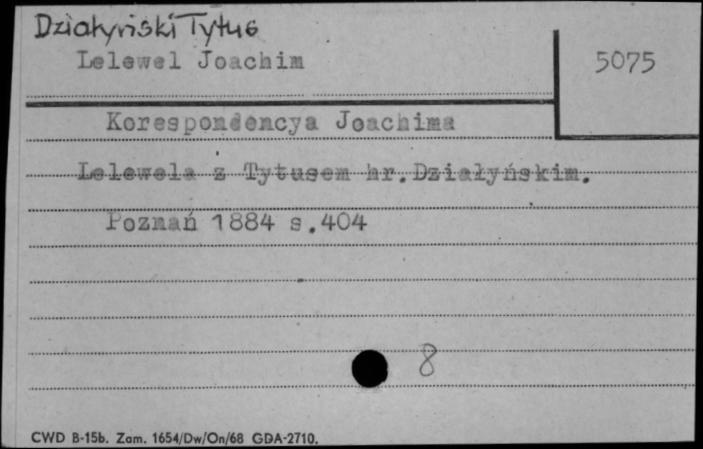 Działyński Tytus
Lelewel Joachim
5075
Korespondencya Joachima
Lelewela z Tytusem hr. Działyńskim.
Poznań 1884 s.404
8
CWD B-15b. Zam. 1654/Dw/On/68 GDA-2710.